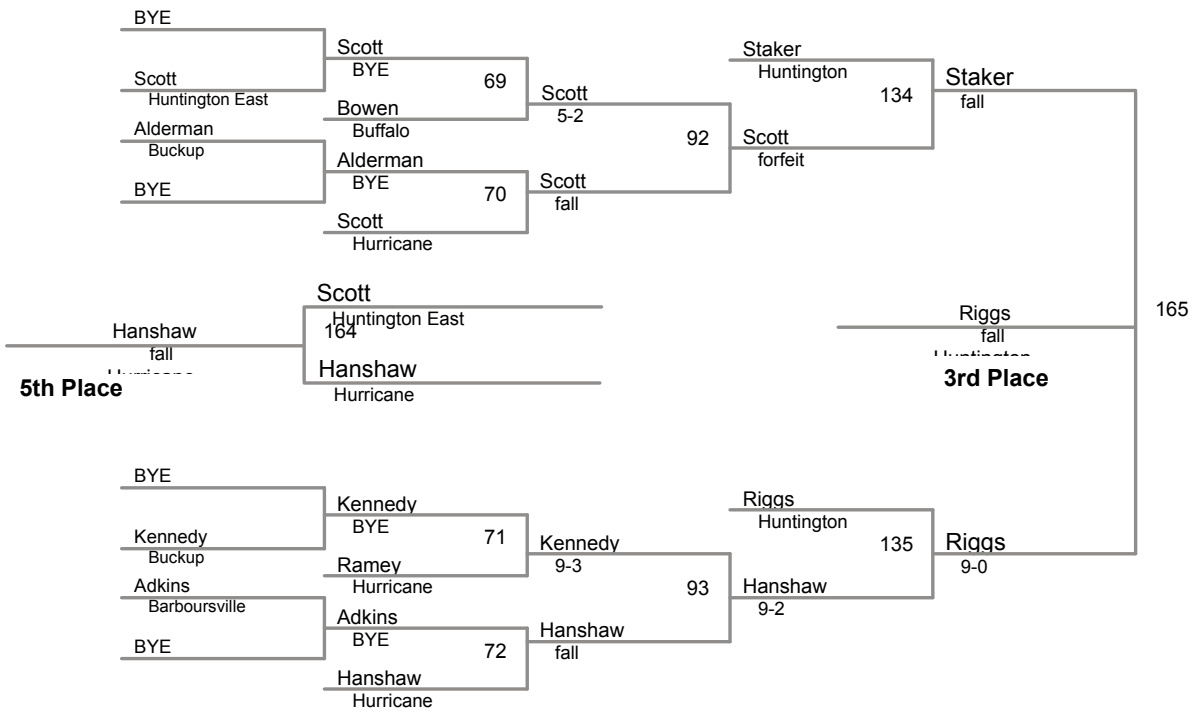 BYE
Scott
Huntington East
Alderman
Buckup
BYE
Scott
BYE
69
Bowen
Buffalo
Alderman
BYE
70
Scott
Hurricane
Scott
5-2
92
Scott
fall
Staker
Huntington
134
Scott
forfeit
Staker
fall
165
Scott
Huntington East
164
Hanshaw
Hurricane
Hanshaw
fall
5th Place
Riggs
fall
3rd Place
BYE
Kennedy
Buckup
Adkins
Barboursville
BYE
Kennedy
BYE
71
Ramey
Hurricane
Adkins
BYE
72
Hanshaw
Hurricane
Kennedy
9-3
93
Hanshaw
fall
Riggs
Huntington
135
Hanshaw
9-2
Riggs
9-0